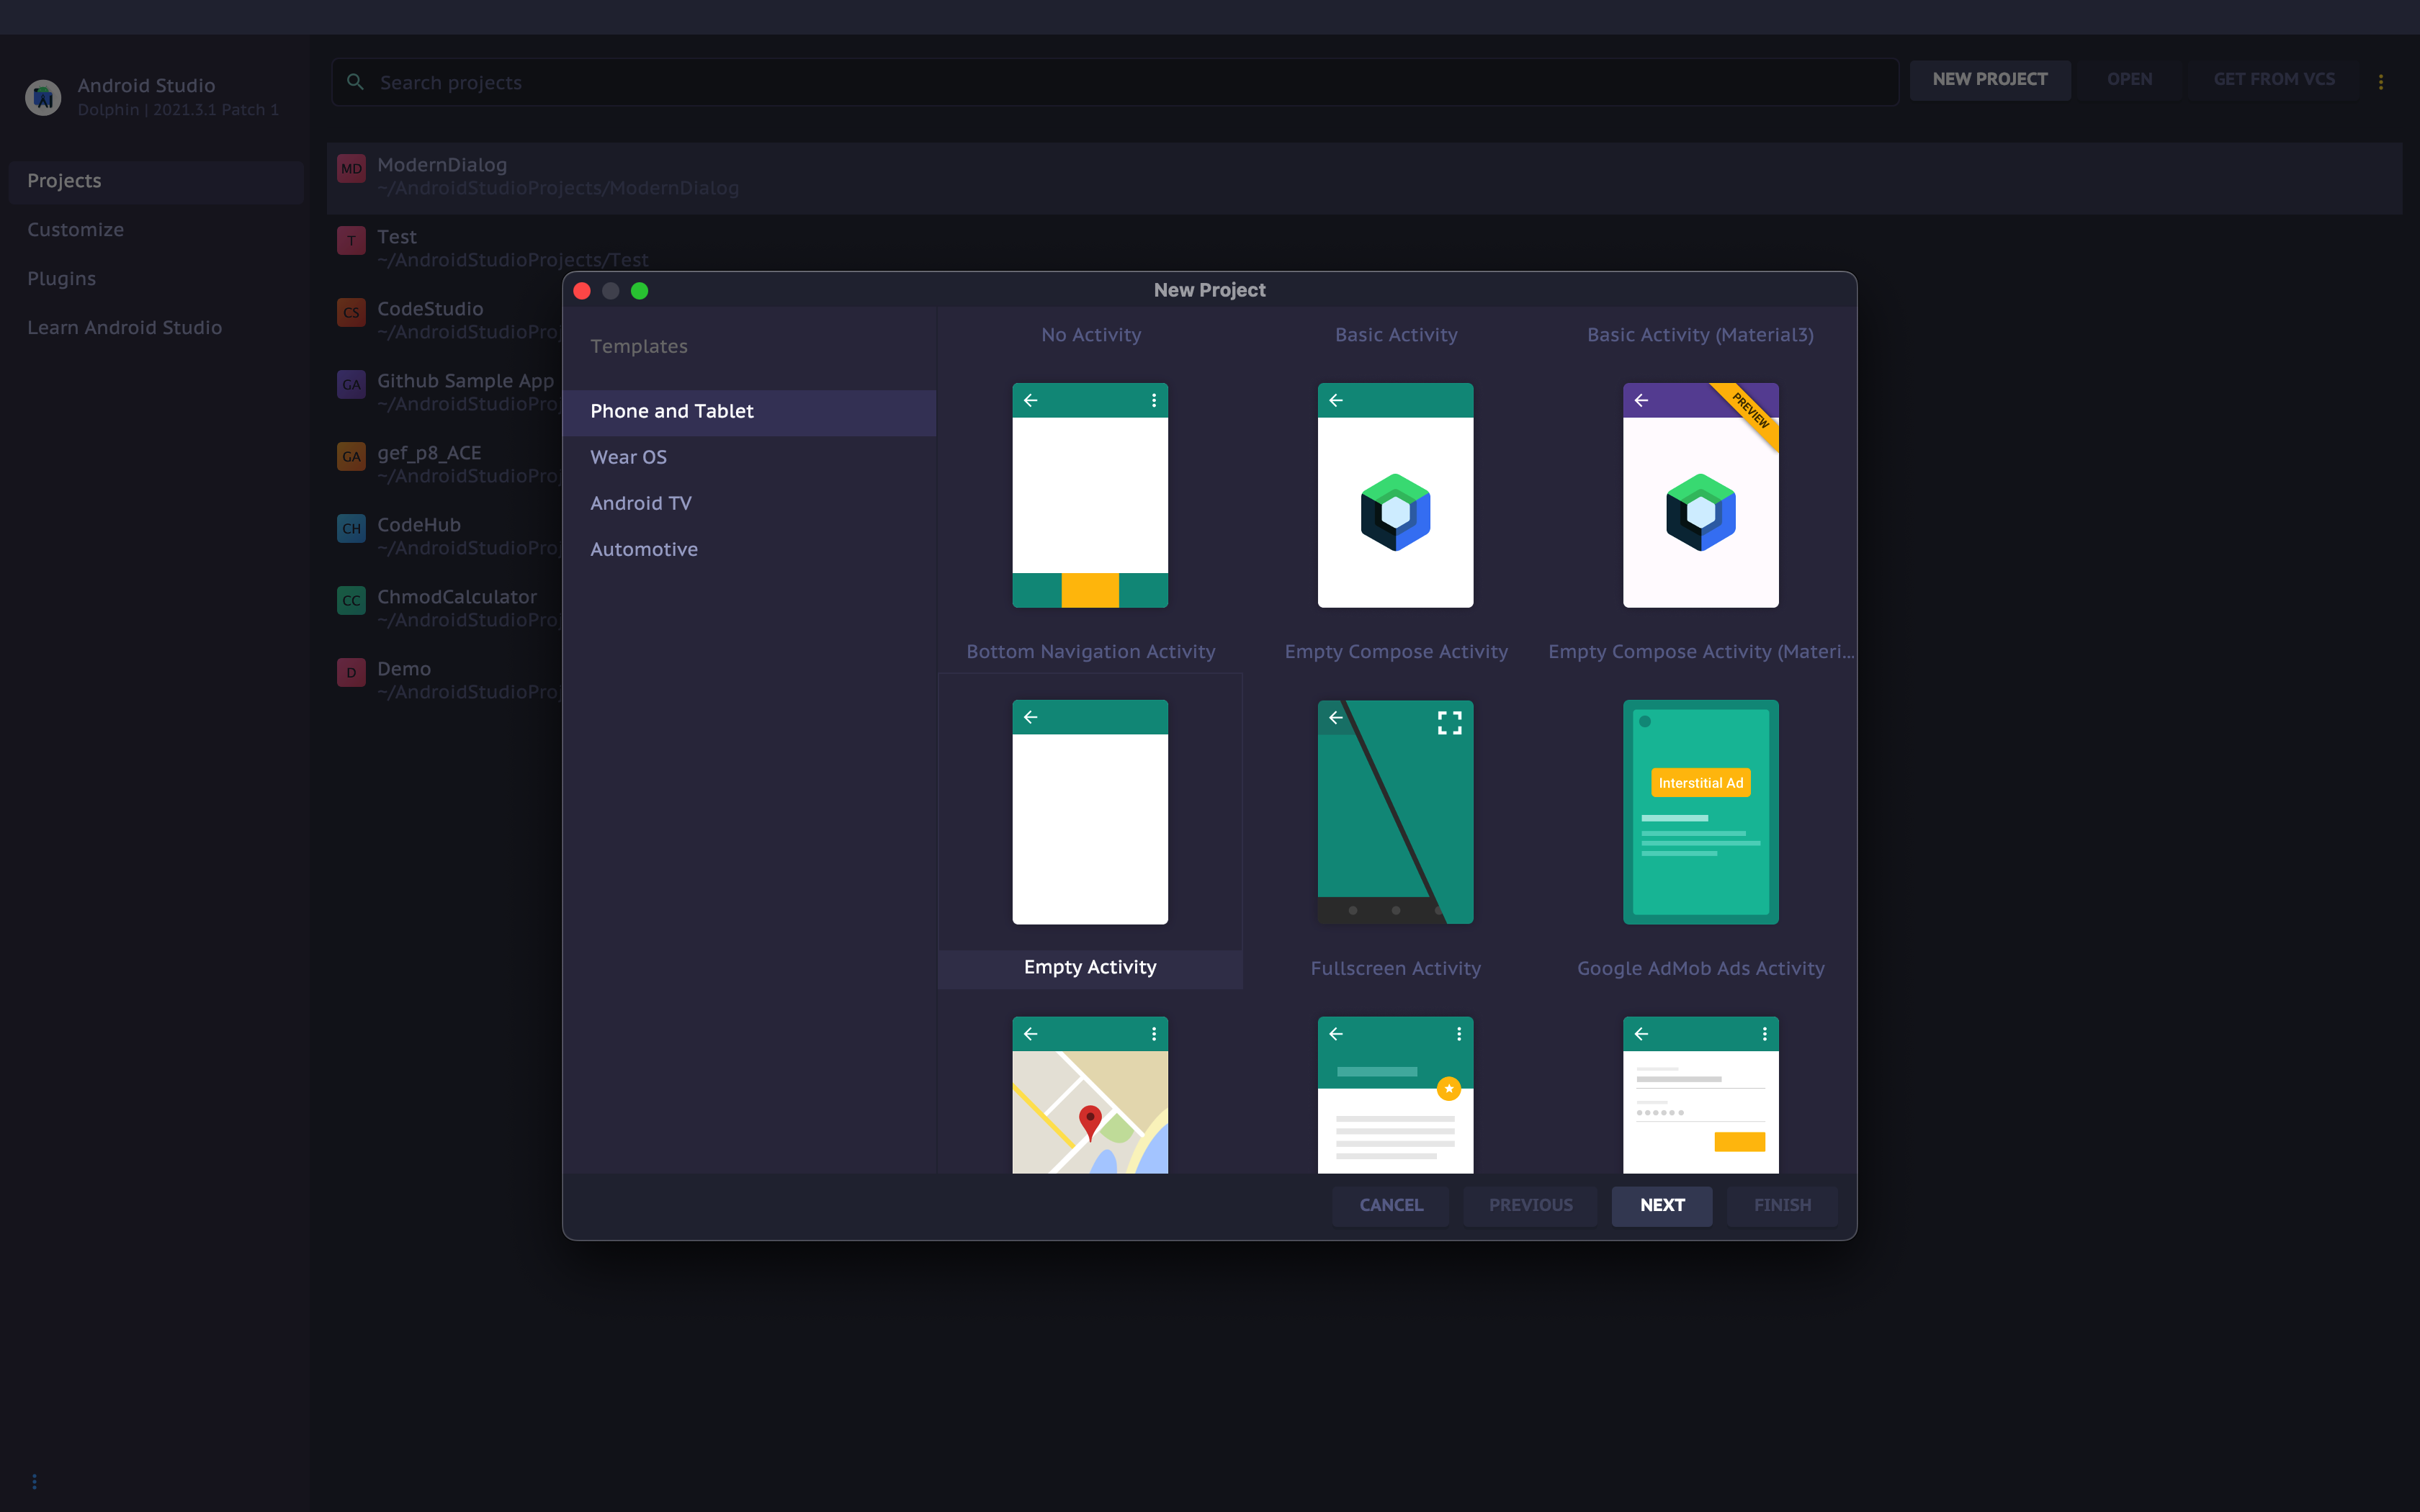 Android Studio
Dolphin | 2021.3.1 Patch 1
Search projects
NEW PROJECT
OPEN
GET FROM VCS
Projects
Customize
Plugins
Learn Android Studio
MD
ModernDialog
~/AndroidStudioProjects/ModernDialog
T
Test
~/AndroidStudioProjects/Test
CS
CodeStudio
~/AndroidStudioPro
GA
Github Sample App
~/AndroidStudioPro
GA
gef_p8_ACE
~/AndroidStudioPro
CH
CodeHub
~/AndroidStudioPro
CC
ChmodCalculator
~/AndroidStudioPro
D
Demo
~/AndroidStudioPro
New Project
Templates
Phone and Tablet
Wear OS
Android TV
Automotive
No Activity
Basic Activity
Basic Activity (Material3)
PREVIEW
Bottom Navigation Activity
Empty Compose Activity
Empty Compose Activity (Materi...
Interstitial Ad
Empty Activity
Fullscreen Activity
Google AdMob Ads Activity
CANCEL
PREVIOUS
NEXT
FINISH